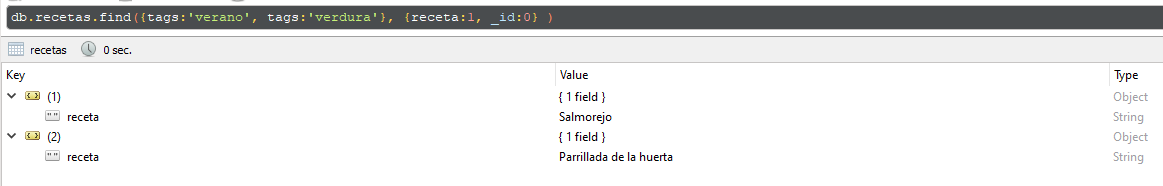 db.recetas.find({tags:'verano', tags:'verdura'}, {receta:1, _id:0} )
recetas 0 sec.
Key Value Type
(1) { 1 field } Object
receta Salmorejo String
(2) { 1 field } Object
receta Parrillada de la huerta String